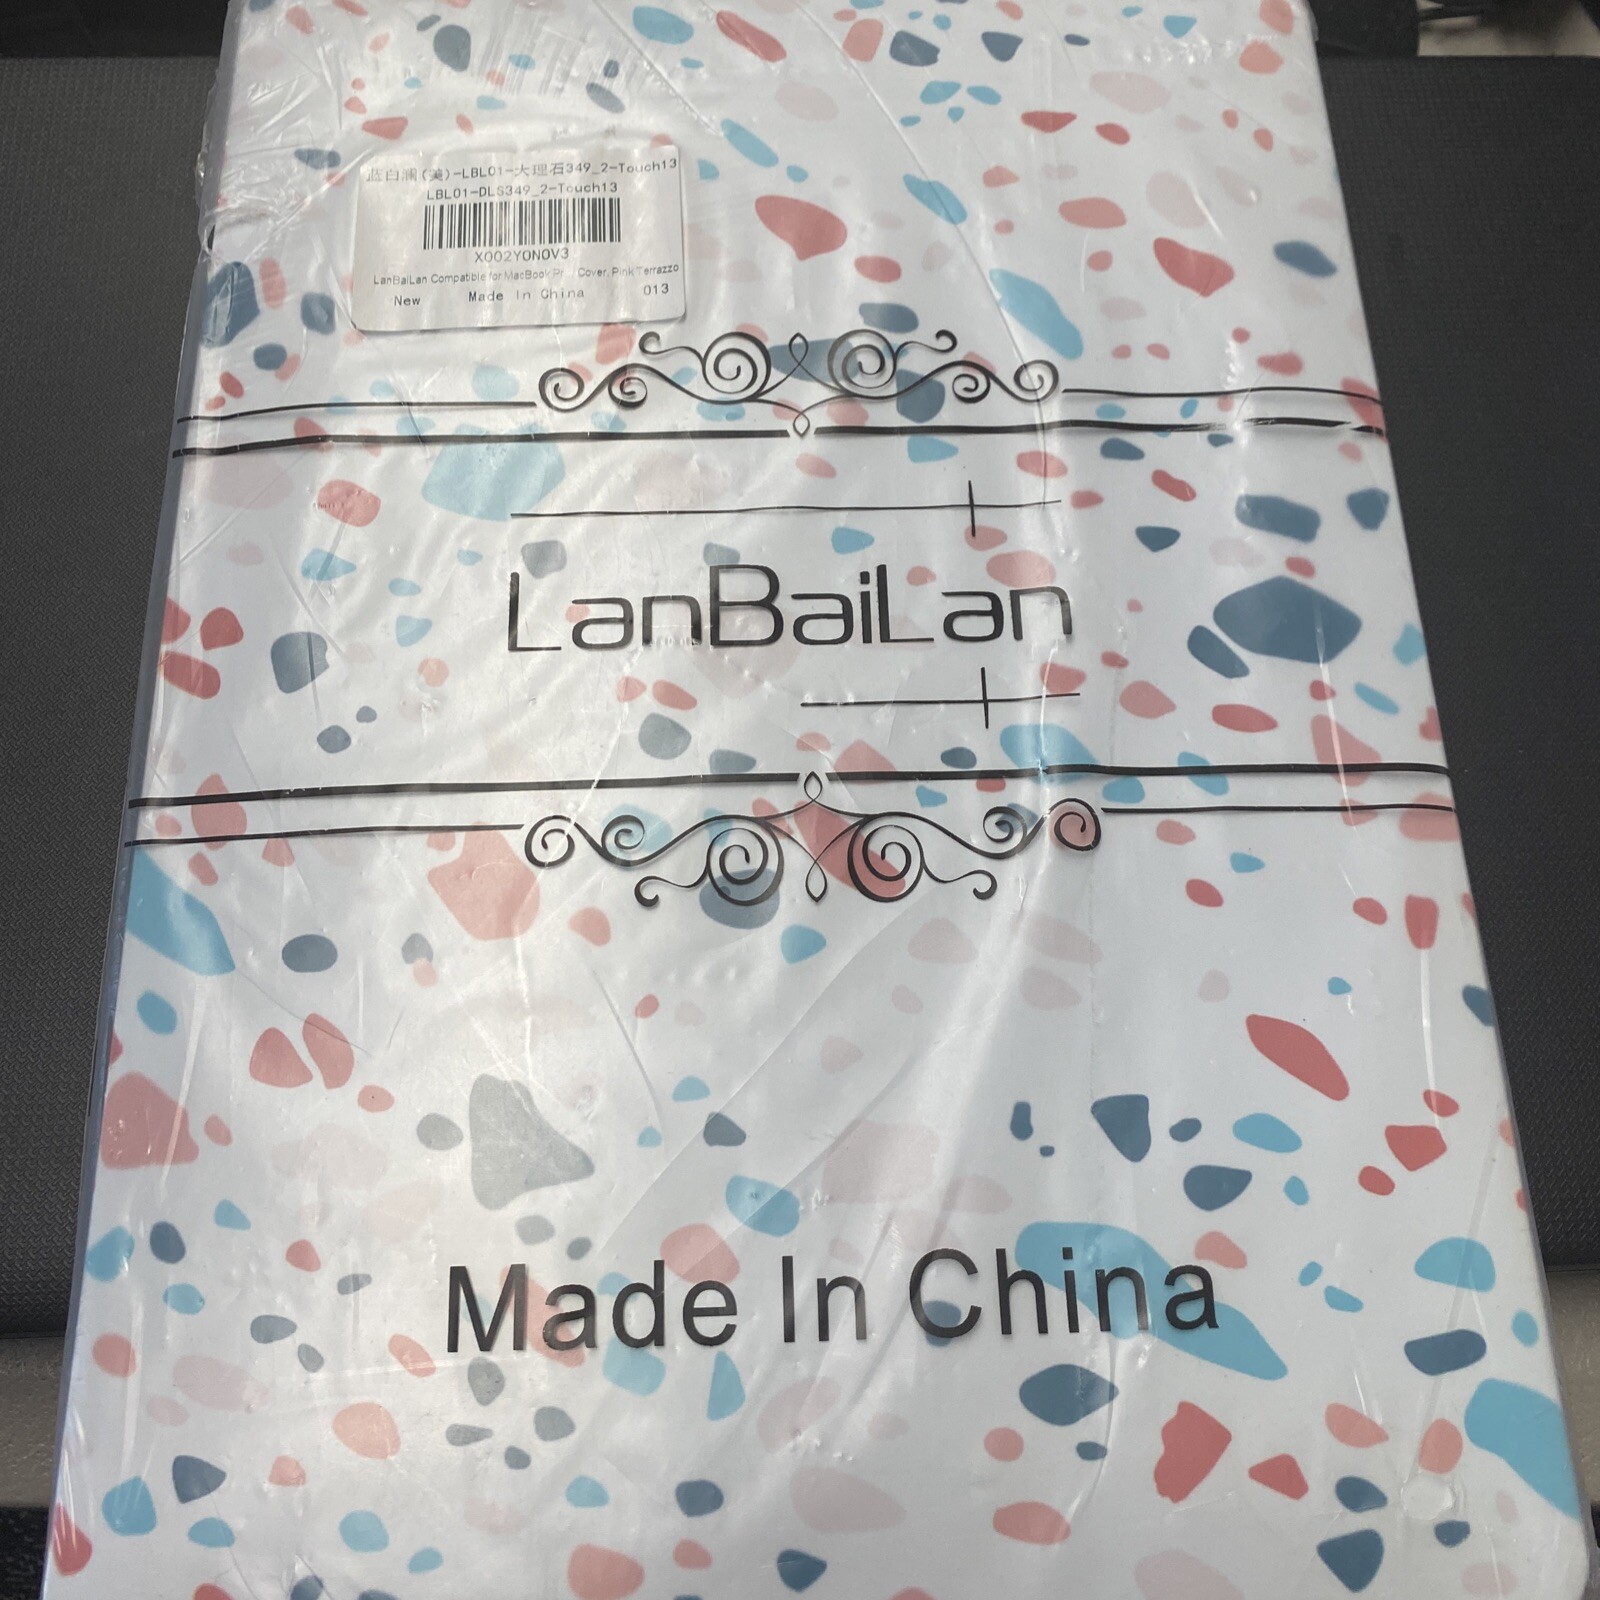 蓝白澜(美)-LBL01-大理石349_2-Touch13
LBL01-DLS349_2-Touch13
X002Y0N0V3
LanBaiLan Compatible for MacBook Pr... Cover, Pink Terrazzo
New Made In China 013
LanBaiLan
Made In China